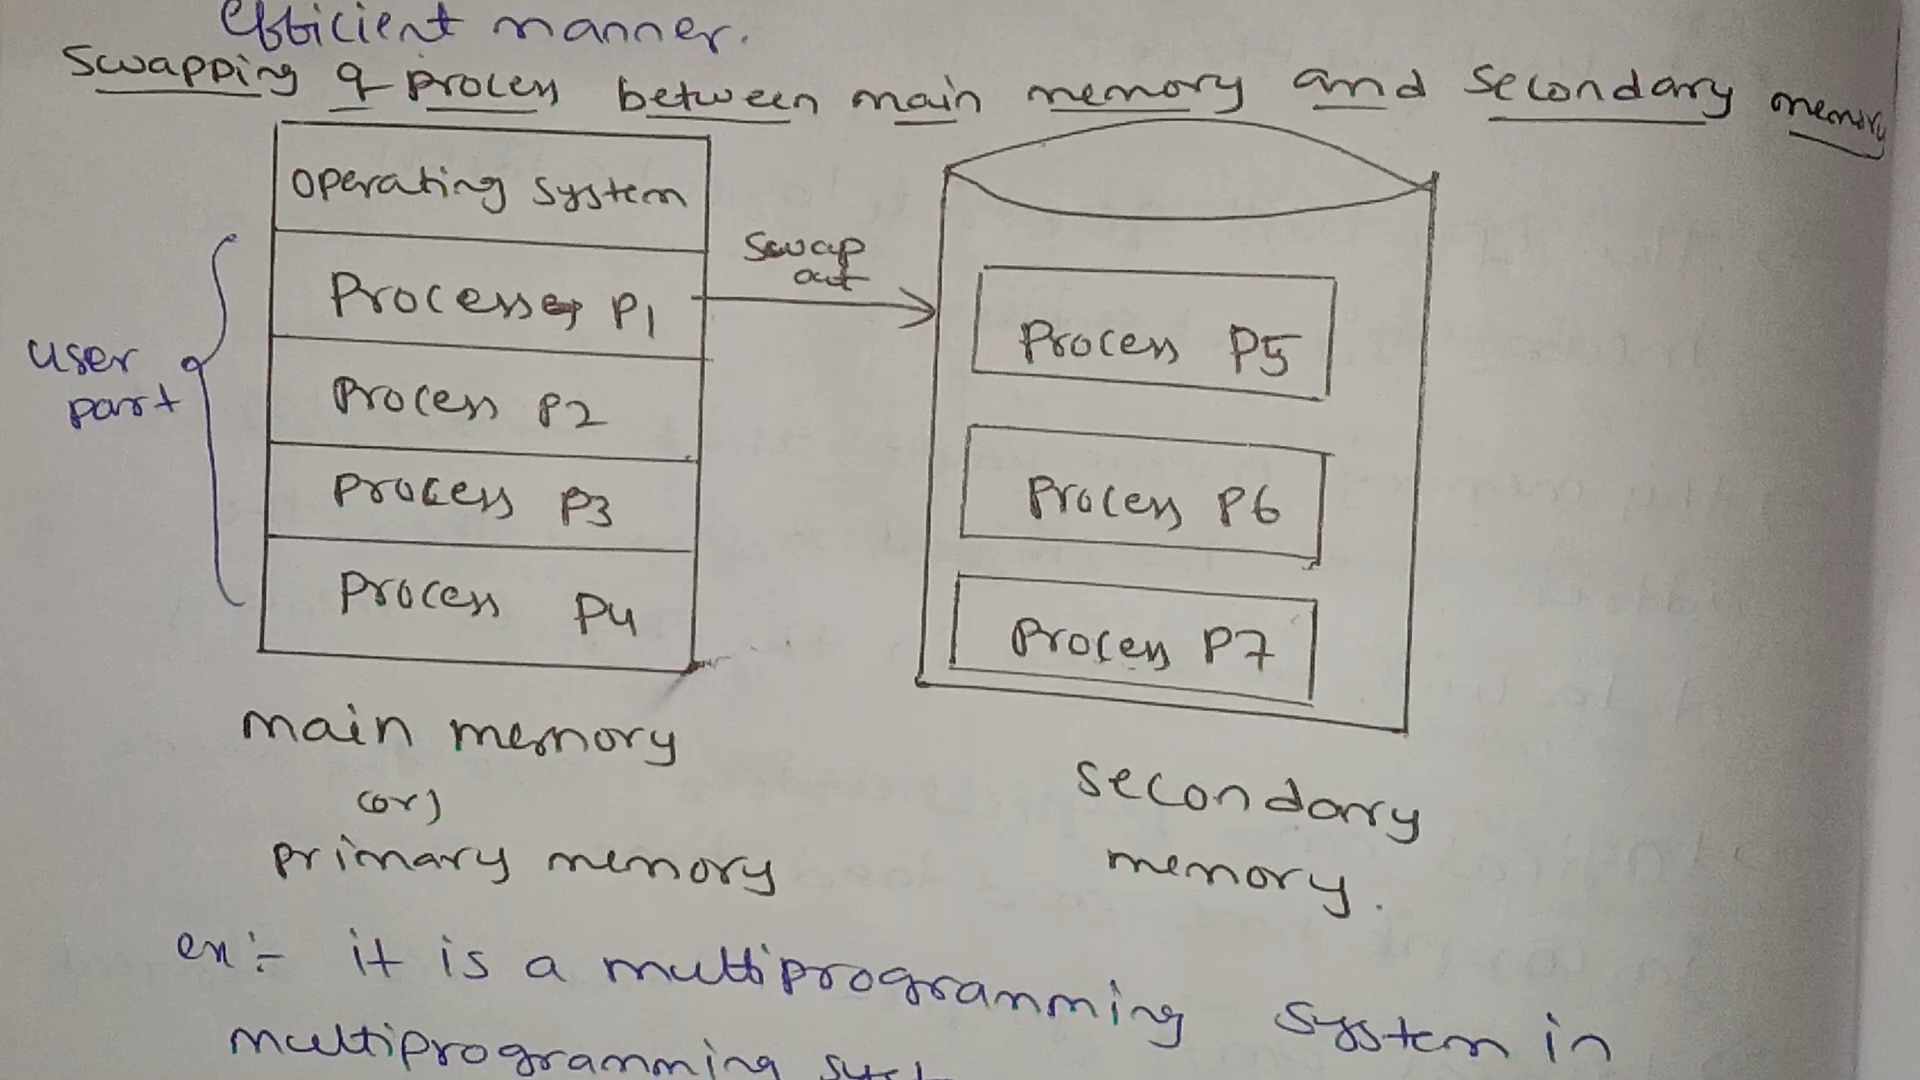 efficient manner.
Swapping of process between main memory and secondary memory
operating system
Process P1
swap
out
user
part
Process P2
process P3
process P4
Process P5
Process P6
Process P7
main memory
(or)
primary memory
secondary
memory.
ex:- it is a multiprogramming system in
multiprogramming